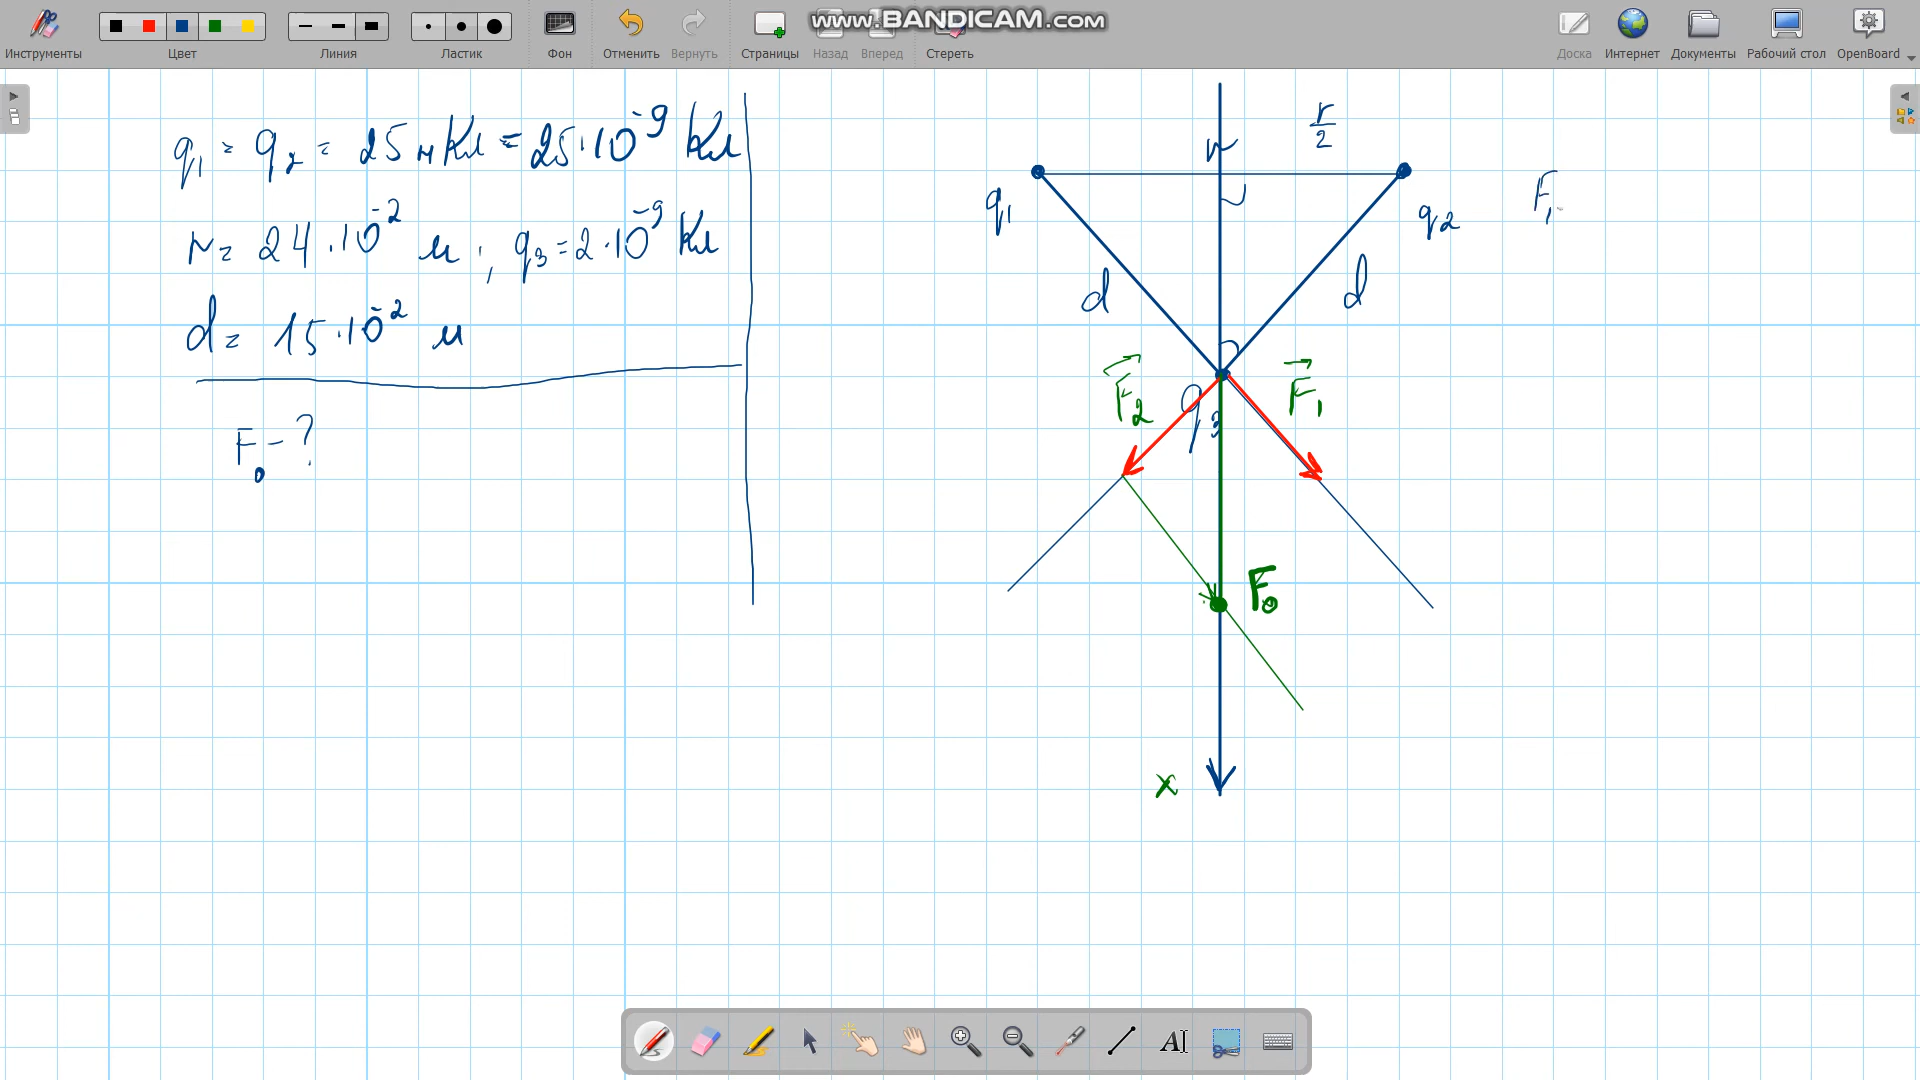 www.BANDICAM.com
Инструменты Цвет Линия Ластик Фон Отменить Вернуть Страницы Назад Вперед Стереть Доска Интернет Документы Рабочий стол OpenBoard
q₁ = q₂ = 25 нКл = 25·10⁻⁹ Кл
r = 24·10⁻² м; q₃ = 2·10⁻⁹ Кл
d = 15·10⁻² м
F₀ - ?
r
r/2
q₁
q₂
F₁
d
d
F₂
F₁
q₃
F₀
x
AI